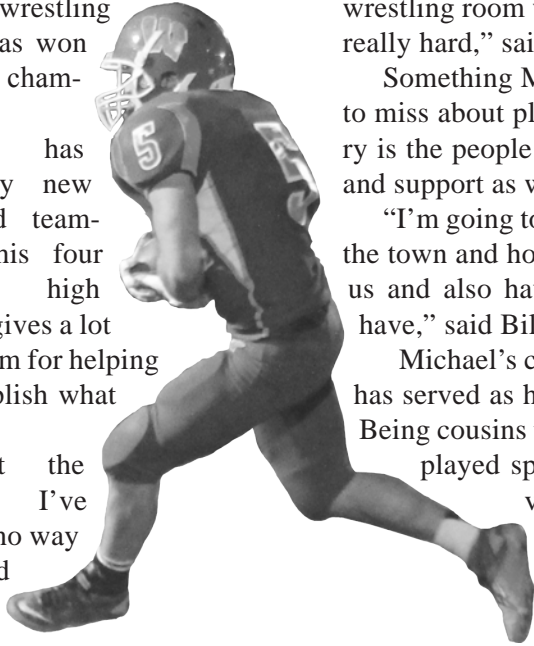 wrestling
as won
cham-
has
y new
d team-
his four
high
gives a lot
m for helping
plish what
t the
I've
no way
d
wrestling room
really hard,” sai
Something M
to miss about pl
ry is the people
and support as w
“I'm going to
the town and ho
us and also hav
have,” said Bil
Michael's c
has served as h
Being cousins
played sp
v
5
5